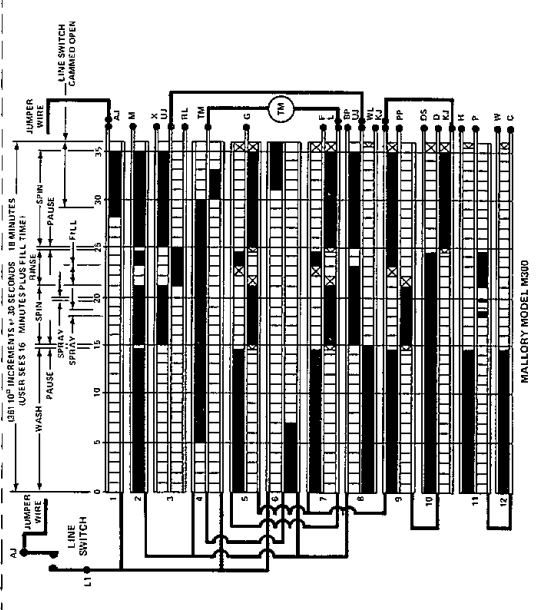 JUMPER WIRE
LINE SWITCH CAMMED OPEN
(36) 10° INCREMENTS
30 SECONDS
18 MINUTES
(USER SEES 16 MINUTES PLUS FILL TIME)
WASH
SPIN
RINSE
SPIN
PAUSE
SPRAY
SPRAY
PAUSE
FILL
PAUSE
AJ
JUMPER WIRE
LINE SWITCH
L1
0 5 10 15 20 25 35
1 AJ
2 M
X
3 UJ
RL
4 TM
TM
5 G
6
7 F
L
BP
UJ
8 WL
KJ
9 PP
DS
10 D
KJ
H
11 P
W
12 C
MALLORY MODEL M300